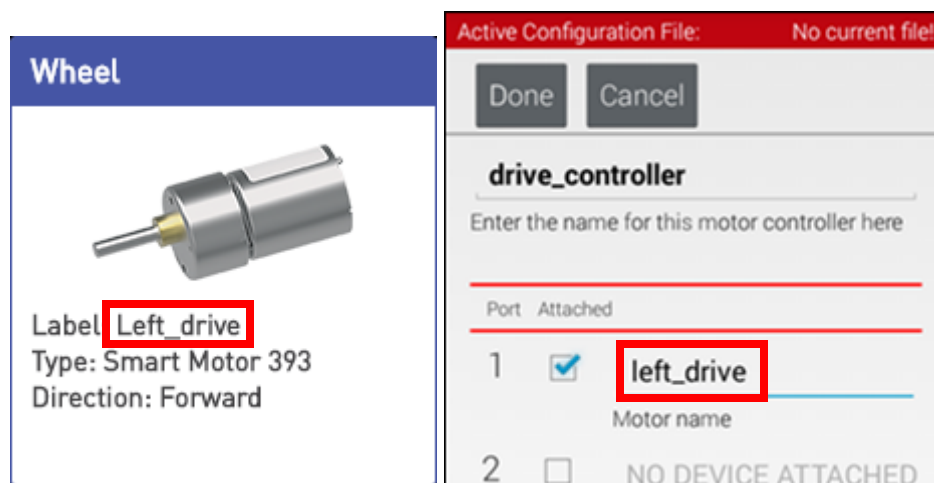 Wheel
Label: Left_drive
Type: Smart Motor 393
Direction: Forward
Active Configuration File: No current file!
Done Cancel
drive_controller
Enter the name for this motor controller here
Port Attached
1 left_drive
Motor name
2 NO DEVICE ATTACHED